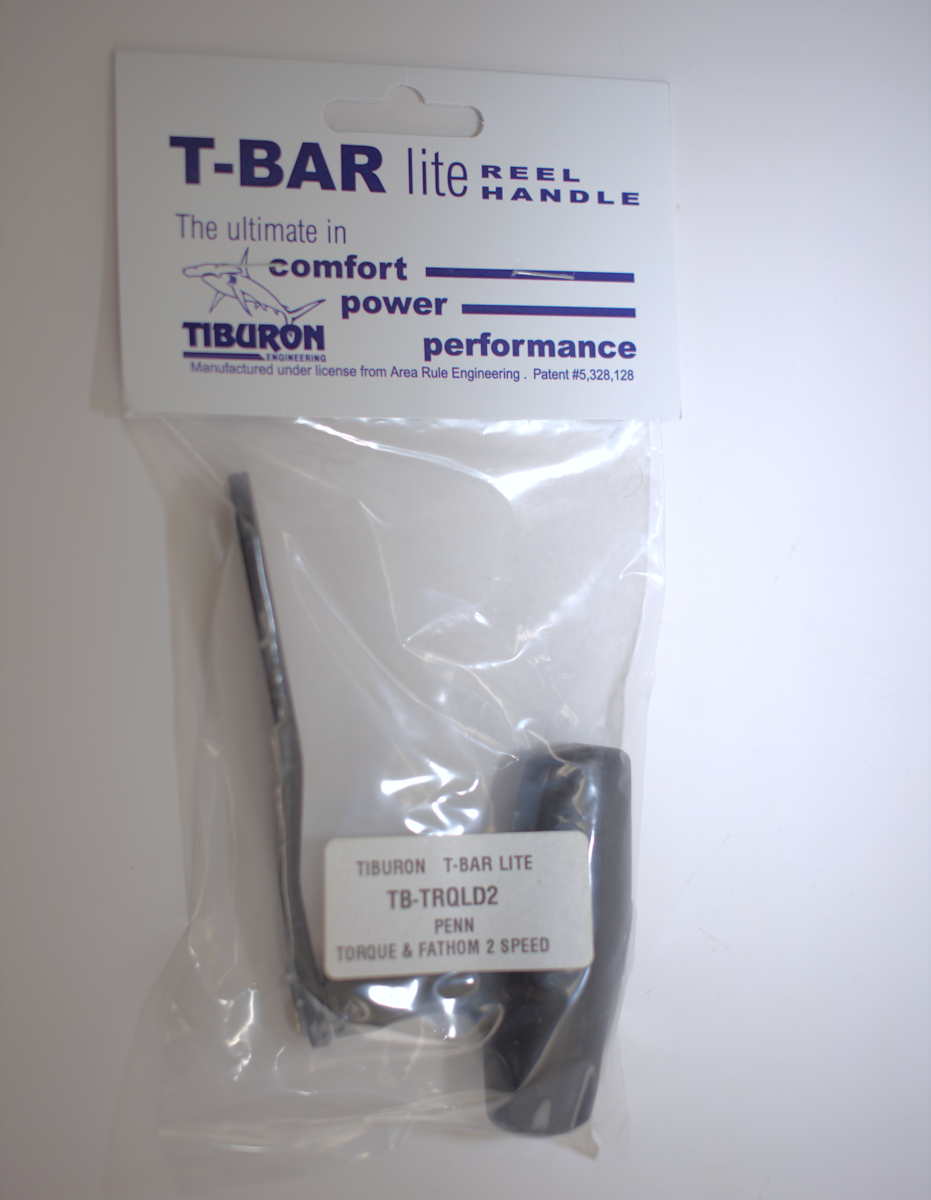 T-BAR lite REEL HANDLE
The ultimate in
comfort
power
performance
TIBURON
ENGINEERING
Manufactured under license from Area Rule Engineering . Patent #5,328,128
TIBURON T-BAR LITE
TB-TRQLD2
PENN
TORQUE & FATHOM 2 SPEED